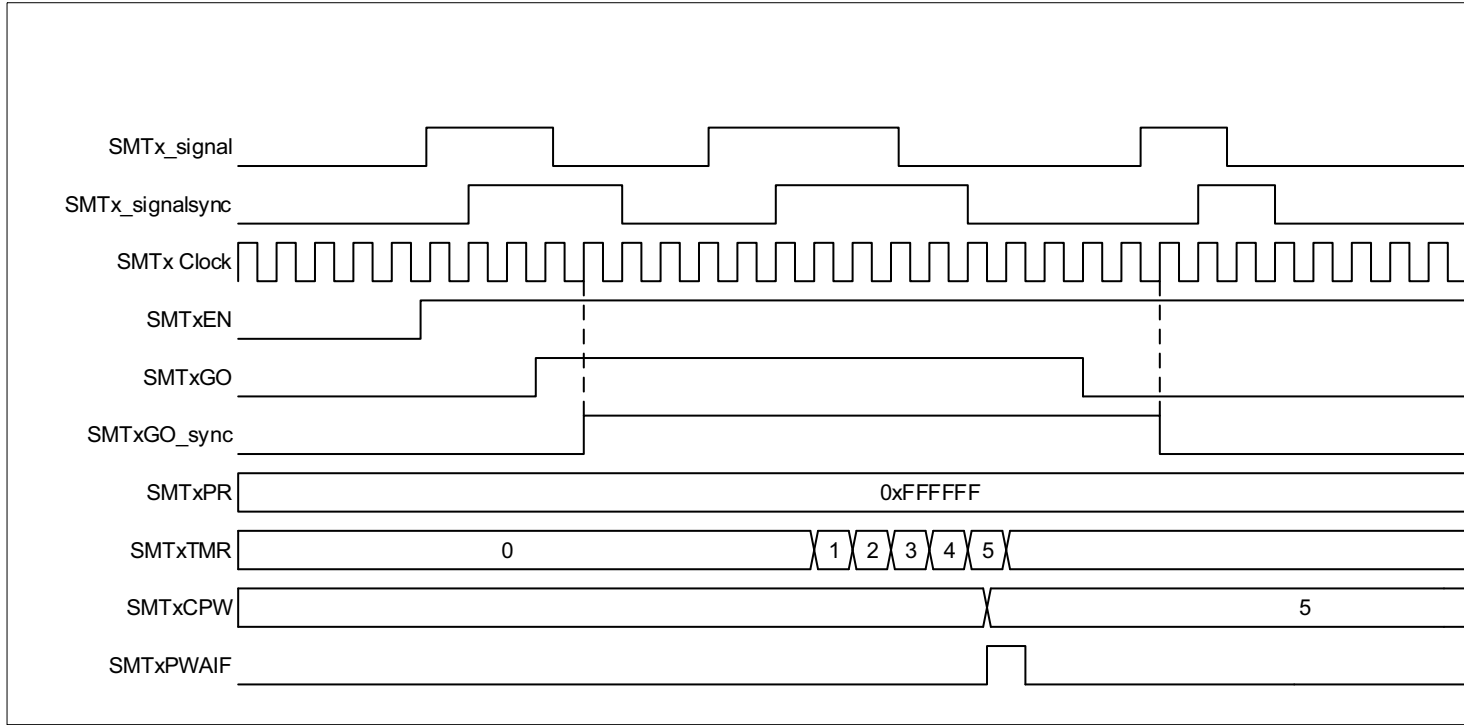 SMTx_signal
SMTx_signalsync
SMTx Clock
SMTxEN
SMTxGO
SMTxGO_sync
SMTxPR 0xFFFFFF
SMTxTMR 0 1 2 3 4 5
SMTxCPW 5
SMTxPWAIF